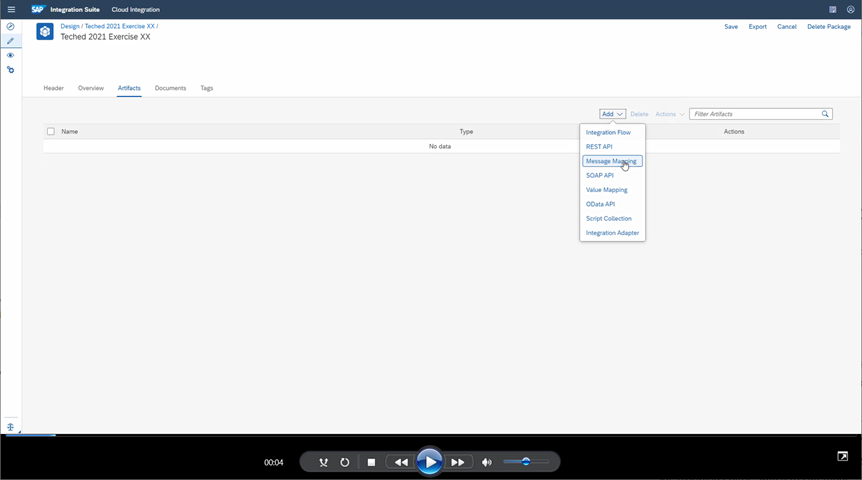 SAP Integration Suite Cloud Integration
Design / Teched 2021 Exercise XX /
Teched 2021 Exercise XX
Save Export Cancel Delete Package
Header Overview Artifacts Documents Tags
Add Delete Actions Filter Artifacts
Name Type Actions
No data
Integration Flow
REST API
Message Mapping
SOAP API
Value Mapping
OData API
Script Collection
Integration Adapter
00:04